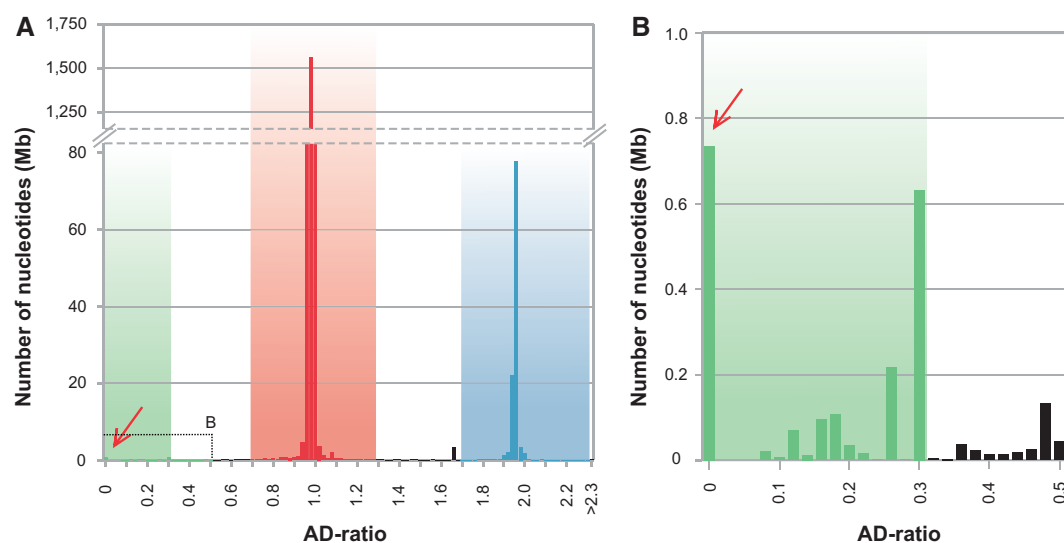 A
Number of nucleotides (Mb)
1,750
1,500
1,250
80
60
40
20
0
B
0 0.2 0.4 0.6 0.8 1.0 1.2 1.4 1.6 1.8 2.0 2.2 >2.3
AD-ratio
B
Number of nucleotides (Mb)
1.0
0.8
0.6
0.4
0.2
0
0 0.1 0.2 0.3 0.4 0.5
AD-ratio